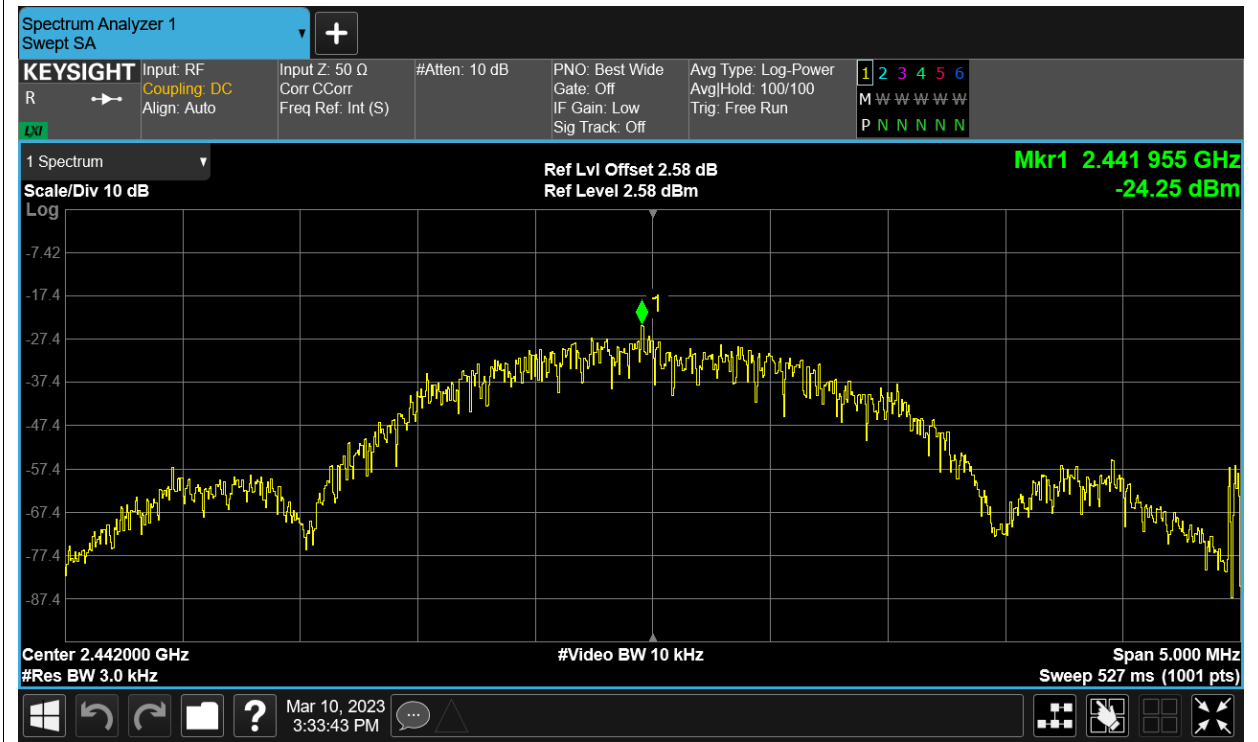 Spectrum Analyzer 1
Swept SA
KEYSIGHT
R
LXI
Input: RF
Coupling: DC
Align: Auto
Input Z: 50 Ω
Corr CCorr
Freq Ref: Int (S)
#Atten: 10 dB
PNO: Best Wide
Gate: Off
IF Gain: Low
Sig Track: Off
Avg Type: Log-Power
Avg|Hold: 100/100
Trig: Free Run
1 2 3 4 5 6
M W W W W W
P N N N N N
1 Spectrum
Scale/Div 10 dB
Log
Ref Lvl Offset 2.58 dB
Ref Level 2.58 dBm
Mkr1 2.441 955 GHz
-24.25 dBm
1
-7.42
-17.4
-27.4
-37.4
-47.4
-57.4
-67.4
-77.4
-87.4
Center 2.442000 GHz
#Res BW 3.0 kHz
#Video BW 10 kHz
Span 5.000 MHz
Sweep 527 ms (1001 pts)
?
Mar 10, 2023
3:33:43 PM